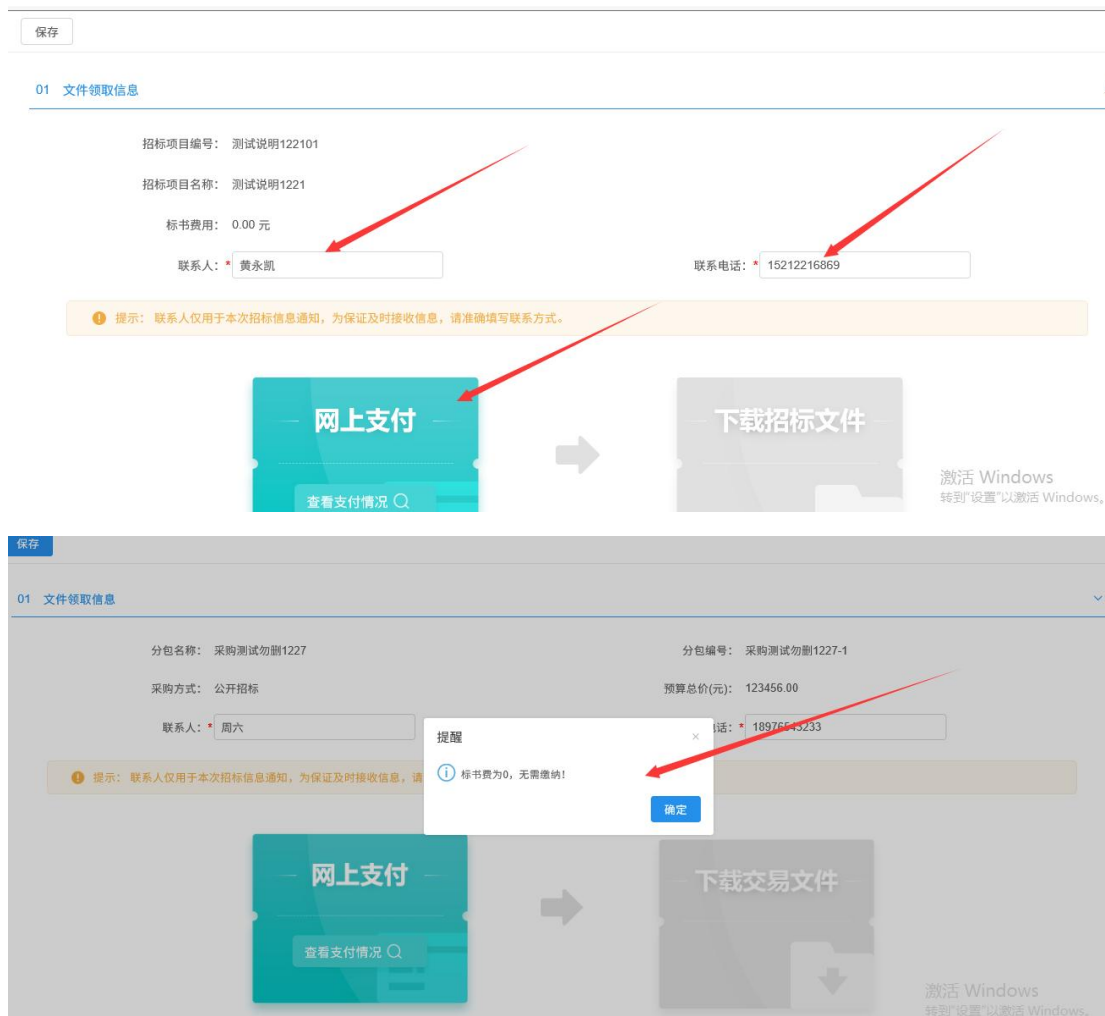 保存
01 文件领取信息
招标项目编号： 测试说明122101
招标项目名称： 测试说明1221
标书费用： 0.00 元
联系人：* 黄永凯 联系电话：* 15212216869
提示： 联系人仅用于本次招标信息通知，为保证及时接收信息，请准确填写联系方式。
网上支付 下载招标文件
查看支付情况
激活 Windows
转到"设置"以激活 Windows。
保存
01 文件领取信息
分包名称： 采购测试勿删1227 分包编号： 采购测试勿删1227-1
采购方式： 公开招标 预算总价(元)： 123456.00
联系人：* 周六 话：* 18976543233
提醒 ×
提示： 联系人仅用于本次招标信息通知，为保证及时接收信息，请
标书费为0，无需缴纳！
确定
网上支付 下载交易文件
查看支付情况
激活 Windows
转到"设置"以激活 Windows。